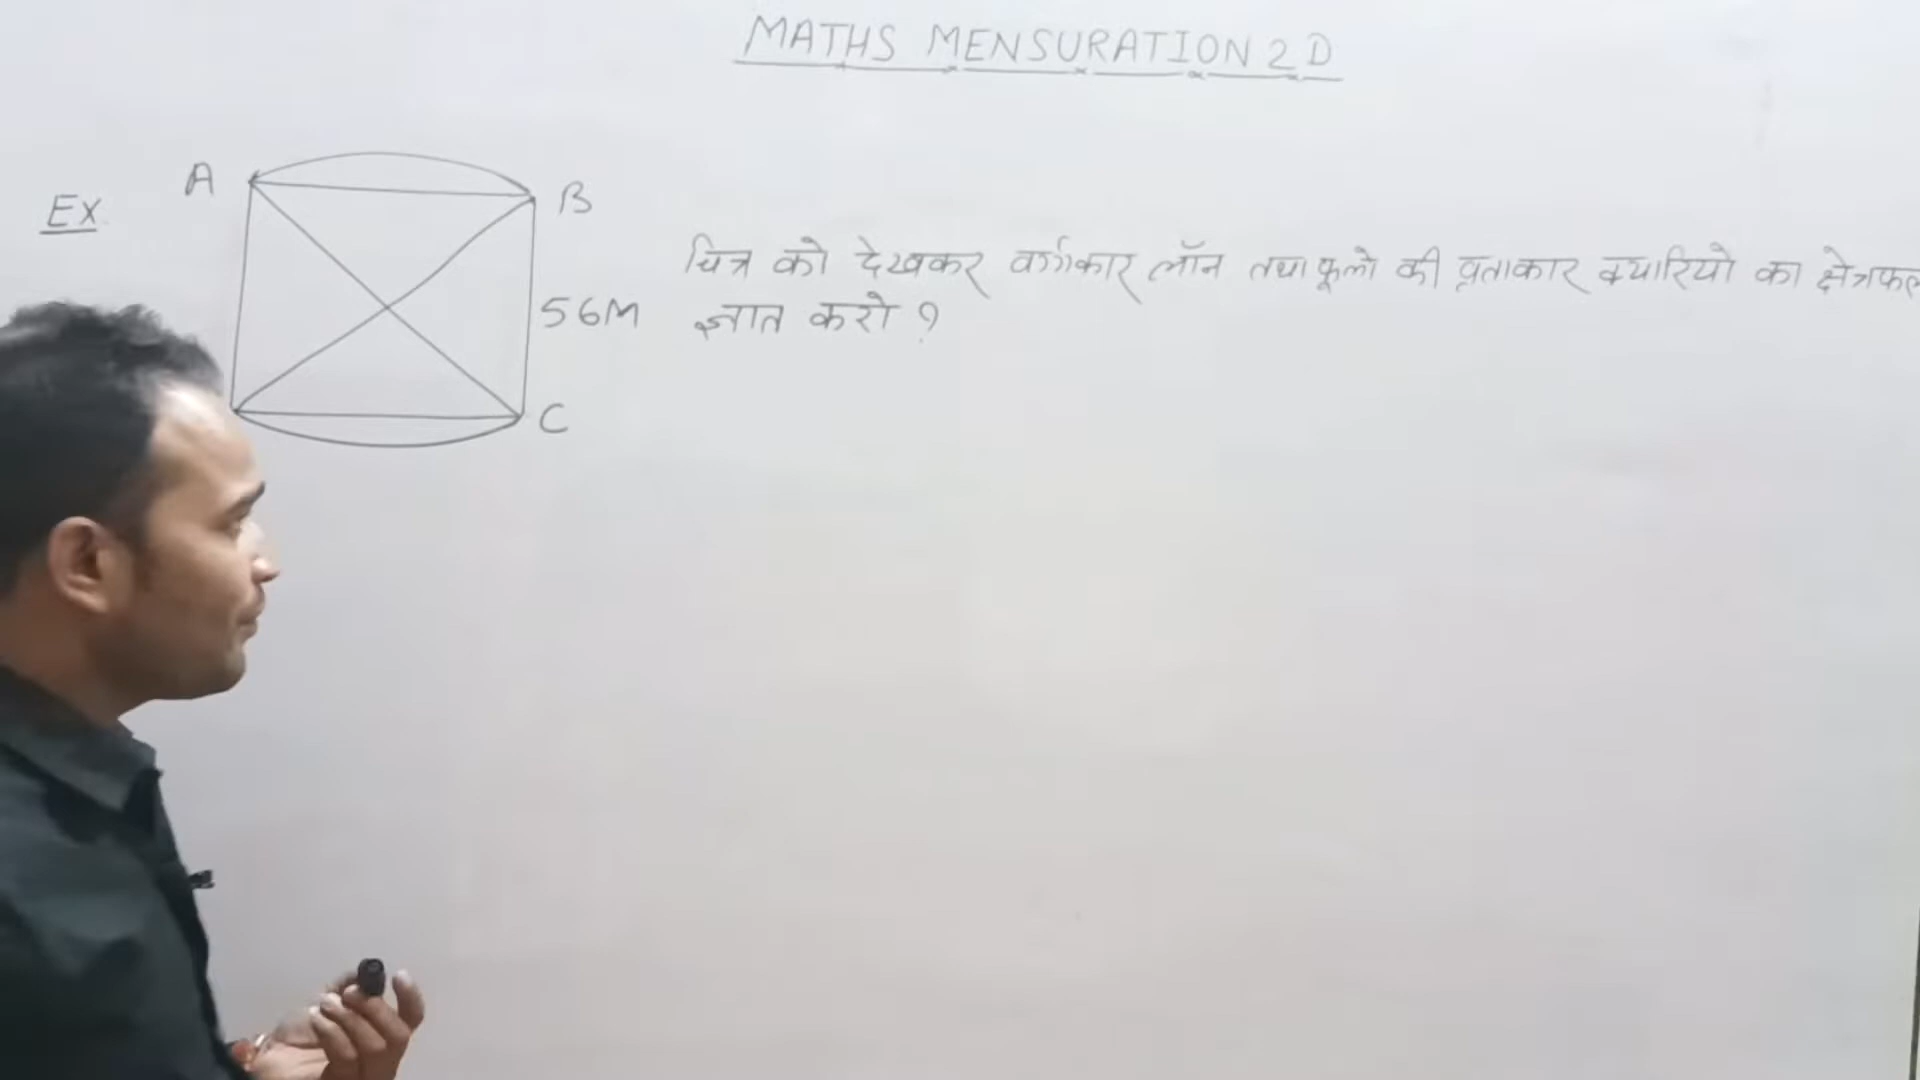 MATHS MENSURATION 2D
A
B
Ex.
चित्र को देखकर वर्गाकार लॉन तथा फूलो की वृताकार क्यारियो का क्षेत्रफल
56M
ज्ञात करो ?
C